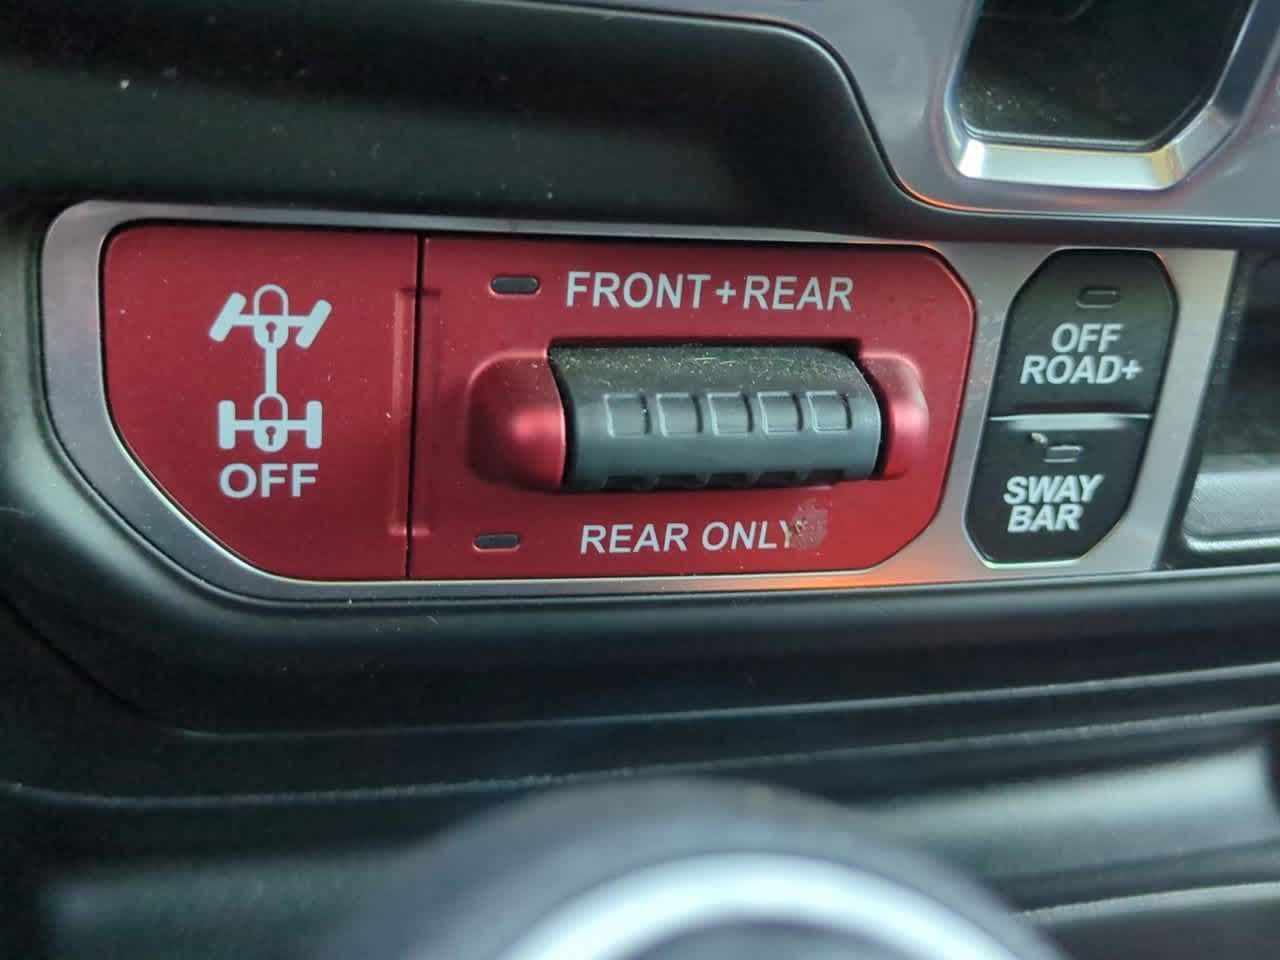 FRONT+REAR
OFF
REAR ONLY
OFF
ROAD+
SWAY
BAR